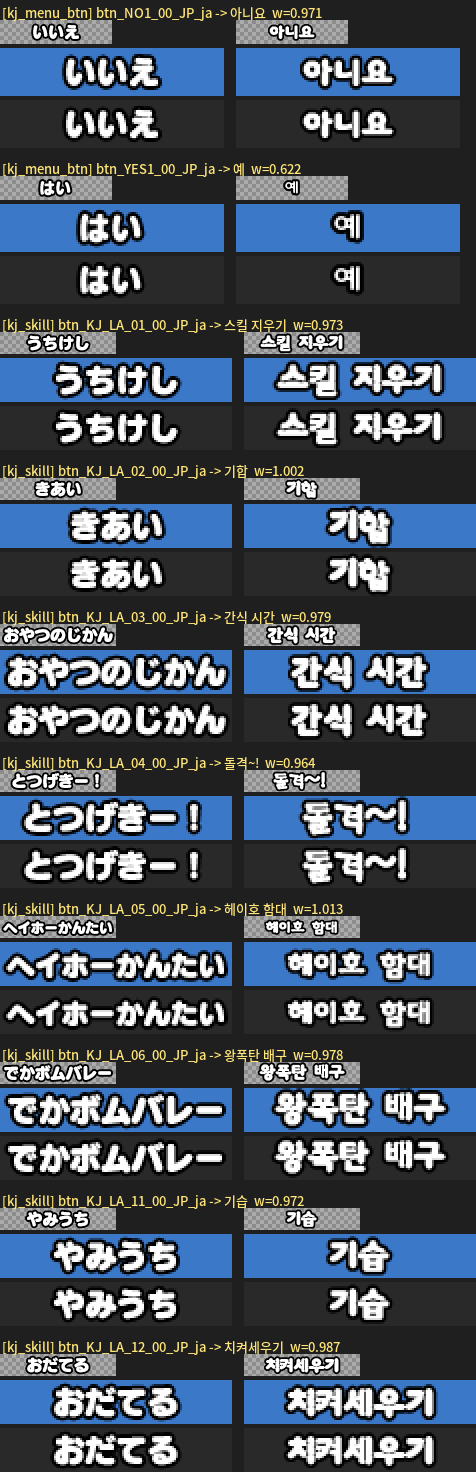 [kj_menu_btn] btn_NO1_00_JP_ja -> 아니요  w=0.971
いいえ 아니요
いいえ 아니요
いいえ 아니요
[kj_menu_btn] btn_YES1_00_JP_ja -> 예  w=0.622
はい 예
はい 예
はい 예
[kj_skill] btn_KJ_LA_01_00_JP_ja -> 스킬 지우기  w=0.973
うちけし 스킬 지우기
うちけし 스킬 지우기
うちけし 스킬 지우기
[kj_skill] btn_KJ_LA_02_00_JP_ja -> 기합  w=1.002
きあい 기합
きあい 기합
きあい 기합
[kj_skill] btn_KJ_LA_03_00_JP_ja -> 간식 시간  w=0.979
おやつのじかん 간식 시간
おやつのじかん 간식 시간
おやつのじかん 간식 시간
[kj_skill] btn_KJ_LA_04_00_JP_ja -> 돌격~!  w=0.964
とつげきー! 돌격~!
とつげきー! 돌격~!
とつげきー! 돌격~!
[kj_skill] btn_KJ_LA_05_00_JP_ja -> 헤이호 함대  w=1.013
ヘイホーかんたい 헤이호 함대
ヘイホーかんたい 헤이호 함대
ヘイホーかんたい 헤이호 함대
[kj_skill] btn_KJ_LA_06_00_JP_ja -> 왕폭탄 배구  w=0.978
でかボムバレー 왕폭탄 배구
でかボムバレー 왕폭탄 배구
でかボムバレー 왕폭탄 배구
[kj_skill] btn_KJ_LA_11_00_JP_ja -> 기습  w=0.972
やみうち 기습
やみうち 기습
やみうち 기습
[kj_skill] btn_KJ_LA_12_00_JP_ja -> 치켜세우기  w=0.987
おだてる 치켜세우기
おだてる 치켜세우기
おだてる 치켜세우기